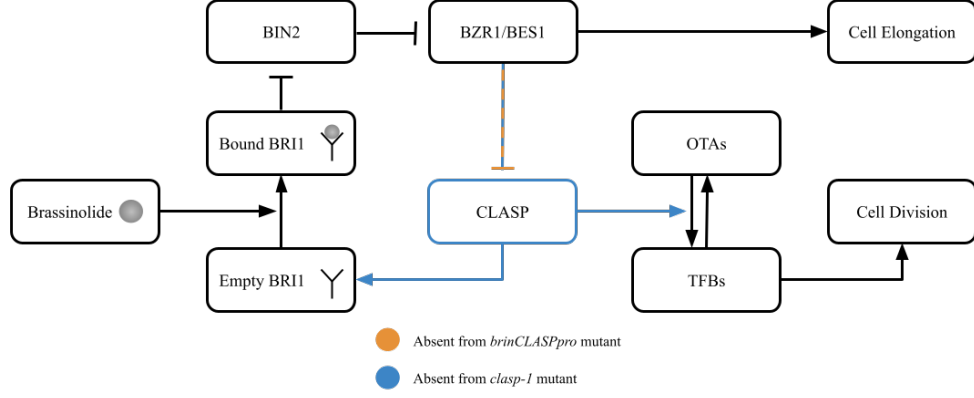 BIN2
BZR1/BES1
Cell Elongation
Bound BRI1
OTAs
Brassinolide
CLASP
Cell Division
Empty BRI1
TFBs
Absent from brinCLASPpro mutant
Absent from clasp-1 mutant